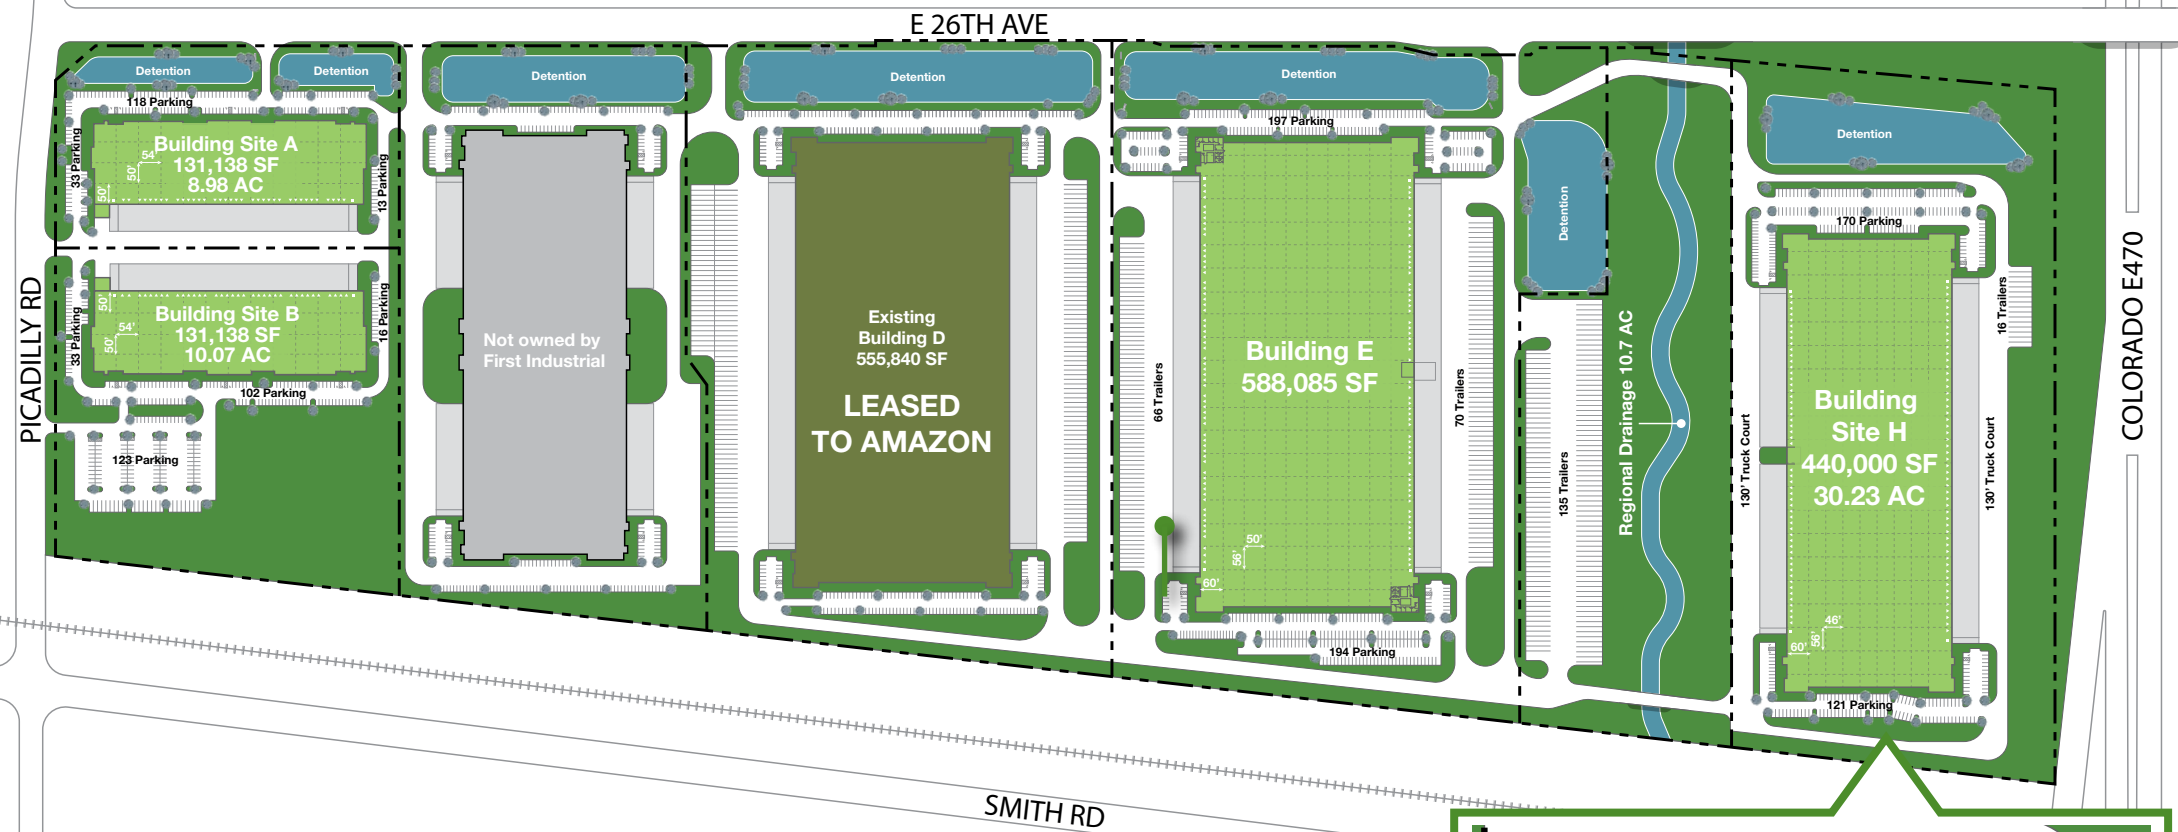 E 26TH AVE
PICADILLY RD
COLORADO E470
SMITH RD
Detention
Detention
Detention
Detention
Detention
Detention
Detention
118 Parking
33 Parking
13 Parking
Building Site A
131,138 SF
8.98 AC
54'
50'
50'
33 Parking
16 Parking
Building Site B
131,138 SF
10.07 AC
50'
54'
50'
102 Parking
123 Parking
Not owned by
First Industrial
Existing
Building D
555,840 SF
LEASED
TO AMAZON
197 Parking
66 Trailers
Building E
588,085 SF
70 Trailers
50'
56'
60'
194 Parking
135 Trailers
Regional Drainage 10.7 AC
170 Parking
16 Trailers
130' Truck Court
Building
Site H
440,000 SF
30.23 AC
130' Truck Court
46'
56'
60'
121 Parking